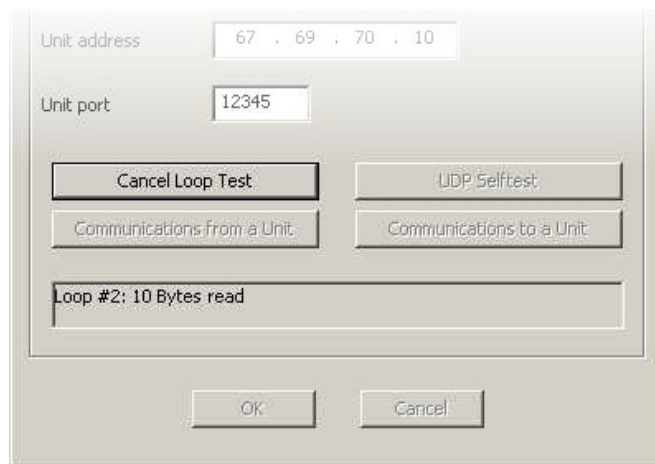 Unit address 67 . 69 . 70 . 10
Unit port 12345
Cancel Loop Test UDP Selftest
Communications from a Unit Communications to a Unit
Loop #2: 10 Bytes read
OK Cancel